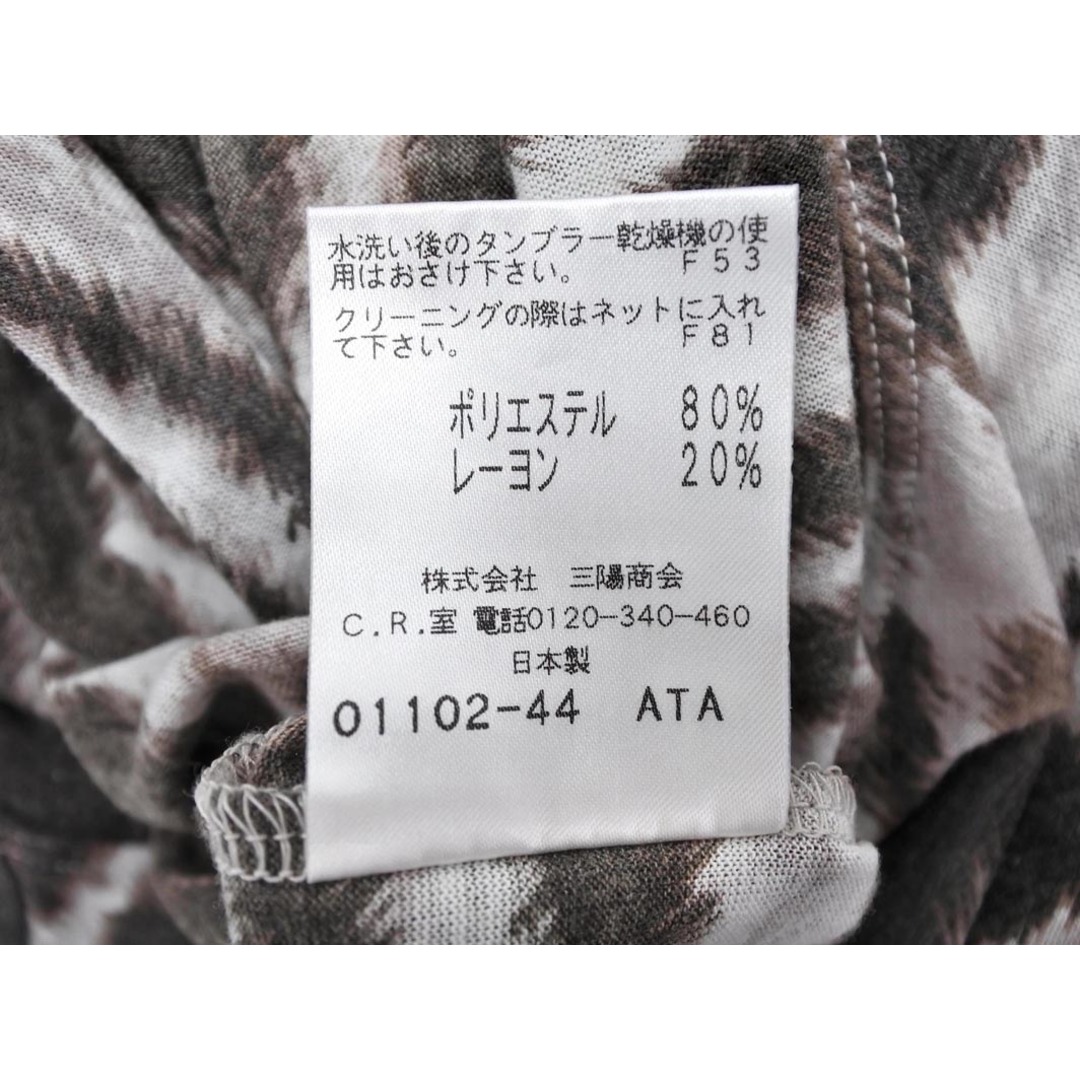 水洗い後のタンブラー乾燥機の使
用はおさけ下さい。 F53
クリーニングの際はネットに入れ
て下さい。 F81
ポリエステル 80%
レーヨン 20%
株式会社 三陽商会
C.R.室 電話0120-340-460
日本製
01102-44 ATA